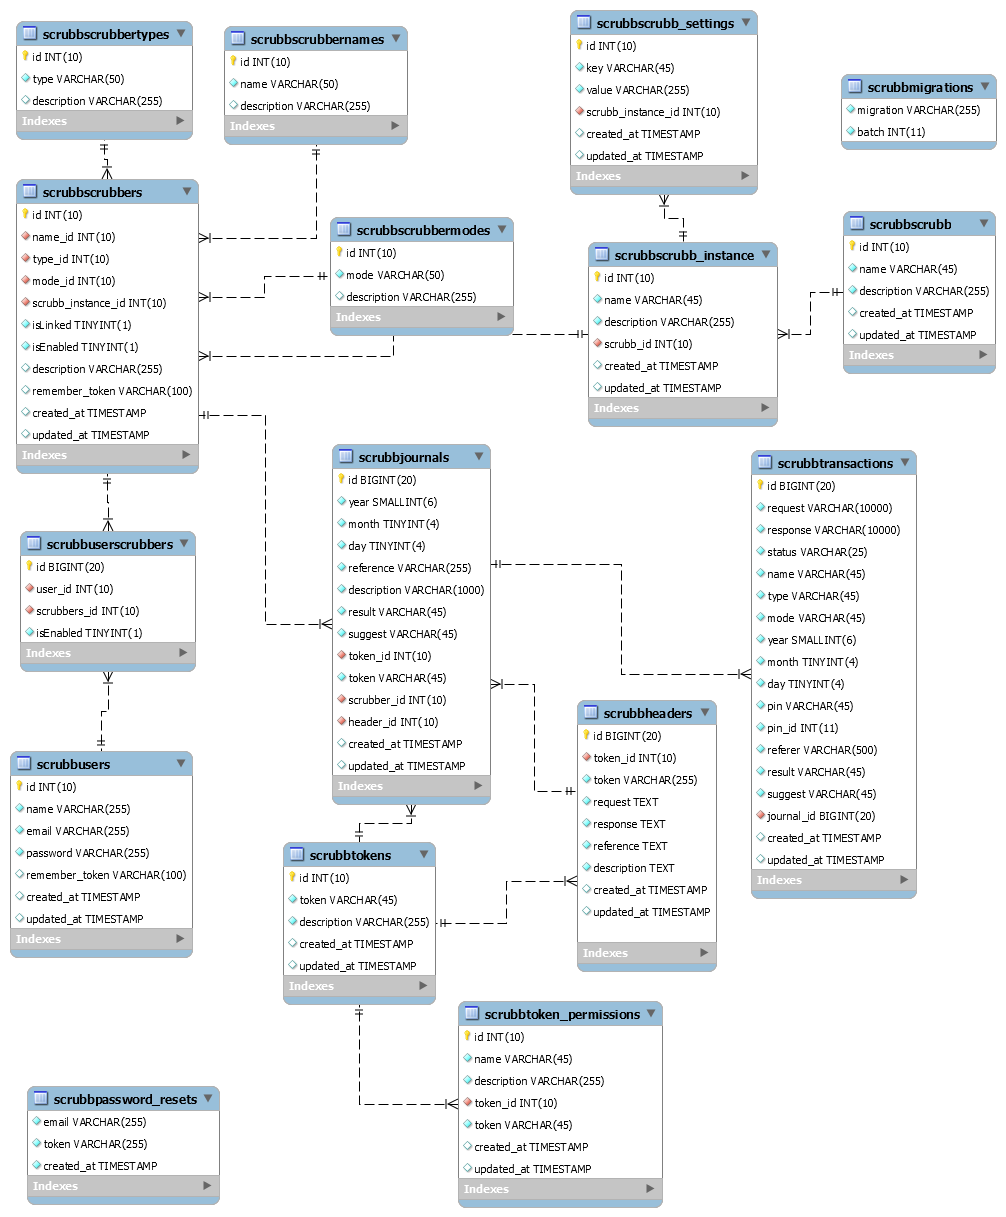 scrubbscrubbertypes
id INT(10)
type VARCHAR(50)
description VARCHAR(255)
Indexes
scrubbscrubbernames
id INT(10)
name VARCHAR(50)
description VARCHAR(255)
Indexes
scrubbscrubb_settings
id INT(10)
key VARCHAR(45)
value VARCHAR(255)
scrubb_instance_id INT(10)
created_at TIMESTAMP
updated_at TIMESTAMP
Indexes
scrubbmigrations
migration VARCHAR(255)
batch INT(11)
scrubbscrubbers
id INT(10)
name_id INT(10)
type_id INT(10)
mode_id INT(10)
scrubb_instance_id INT(10)
isLinked TINYINT(1)
isEnabled TINYINT(1)
description VARCHAR(255)
remember_token VARCHAR(100)
created_at TIMESTAMP
updated_at TIMESTAMP
Indexes
scrubbscrubbermodes
id INT(10)
mode VARCHAR(50)
description VARCHAR(255)
Indexes
scrubbscrubb_instance
id INT(10)
name VARCHAR(45)
description VARCHAR(255)
scrubb_id INT(10)
created_at TIMESTAMP
updated_at TIMESTAMP
Indexes
scrubbscrubb
id INT(10)
name VARCHAR(45)
description VARCHAR(255)
created_at TIMESTAMP
updated_at TIMESTAMP
Indexes
scrubbjournals
id BIGINT(20)
year SMALLINT(6)
month TINYINT(4)
day TINYINT(4)
reference VARCHAR(255)
description VARCHAR(1000)
result VARCHAR(45)
suggest VARCHAR(45)
token_id INT(10)
token VARCHAR(45)
scrubber_id INT(10)
header_id INT(10)
created_at TIMESTAMP
updated_at TIMESTAMP
Indexes
scrubbtransactions
id BIGINT(20)
request VARCHAR(10000)
response VARCHAR(10000)
status VARCHAR(25)
name VARCHAR(45)
type VARCHAR(45)
mode VARCHAR(45)
year SMALLINT(6)
month TINYINT(4)
day TINYINT(4)
pin VARCHAR(45)
pin_id INT(11)
referer VARCHAR(500)
result VARCHAR(45)
suggest VARCHAR(45)
journal_id BIGINT(20)
created_at TIMESTAMP
updated_at TIMESTAMP
Indexes
scrubbuserscrubbers
id BIGINT(20)
user_id INT(10)
scrubbers_id INT(10)
isEnabled TINYINT(1)
Indexes
scrubbheaders
id BIGINT(20)
token_id INT(10)
token VARCHAR(255)
request TEXT
response TEXT
reference TEXT
description TEXT
created_at TIMESTAMP
updated_at TIMESTAMP
Indexes
scrubbusers
id INT(10)
name VARCHAR(255)
email VARCHAR(255)
password VARCHAR(255)
remember_token VARCHAR(100)
created_at TIMESTAMP
updated_at TIMESTAMP
Indexes
scrubbtokens
id INT(10)
token VARCHAR(45)
description VARCHAR(255)
created_at TIMESTAMP
updated_at TIMESTAMP
Indexes
scrubbtoken_permissions
id INT(10)
name VARCHAR(45)
description VARCHAR(255)
token_id INT(10)
token VARCHAR(45)
created_at TIMESTAMP
updated_at TIMESTAMP
Indexes
scrubbpassword_resets
email VARCHAR(255)
token VARCHAR(255)
created_at TIMESTAMP
Indexes